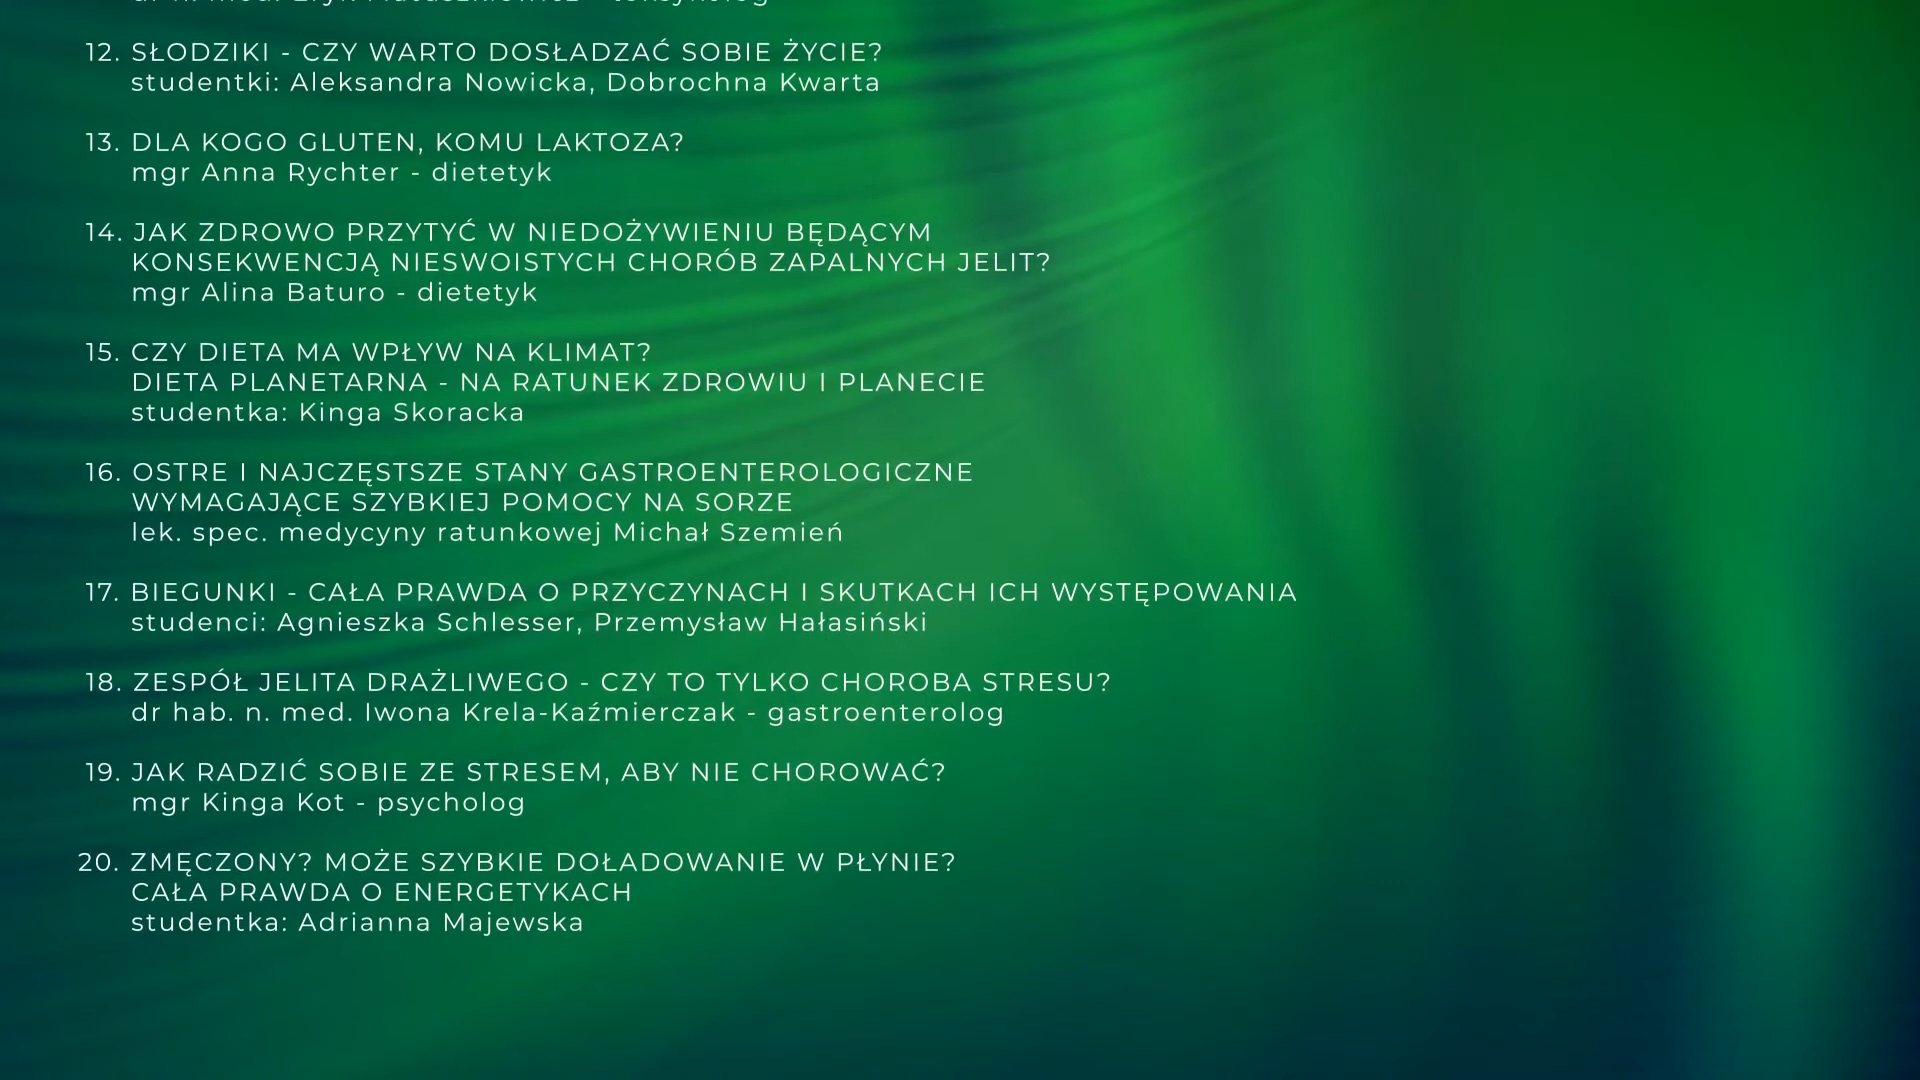 12. SŁODZIKI - CZY WARTO DOSŁADZAĆ SOBIE ŻYCIE?
studentki: Aleksandra Nowicka, Dobrochna Kwarta
13. DLA KOGO GLUTEN, KOMU LAKTOZA?
mgr Anna Rychter - dietetyk
14. JAK ZDROWO PRZYTYĆ W NIEDOŻYWIENIU BĘDĄCYM
KONSEKWENCJĄ NIESWOISTYCH CHORÓB ZAPALNYCH JELIT?
mgr Alina Baturo - dietetyk
15. CZY DIETA MA WPŁYW NA KLIMAT?
DIETA PLANETARNA - NA RATUNEK ZDROWIU I PLANECIE
studentka: Kinga Skoracka
16. OSTRE I NAJCZĘSTSZE STANY GASTROENTEROLOGICZNE
WYMAGAJĄCE SZYBKIEJ POMOCY NA SORZE
lek. spec. medycyny ratunkowej Michał Szemień
17. BIEGUNKI - CAŁA PRAWDA O PRZYCZYNACH I SKUTKACH ICH WYSTĘPOWANIA
studenci: Agnieszka Schlesser, Przemysław Hałasiński
18. ZESPÓŁ JELITA DRAŻLIWEGO - CZY TO TYLKO CHOROBA STRESU?
dr hab. n. med. Iwona Krela-Kaźmierczak - gastroenterolog
19. JAK RADZIĆ SOBIE ZE STRESEM, ABY NIE CHOROWAĆ?
mgr Kinga Kot - psycholog
20. ZMĘCZONY? MOŻE SZYBKIE DOŁADOWANIE W PŁYNIE?
CAŁA PRAWDA O ENERGETYKACH
studentka: Adrianna Majewska